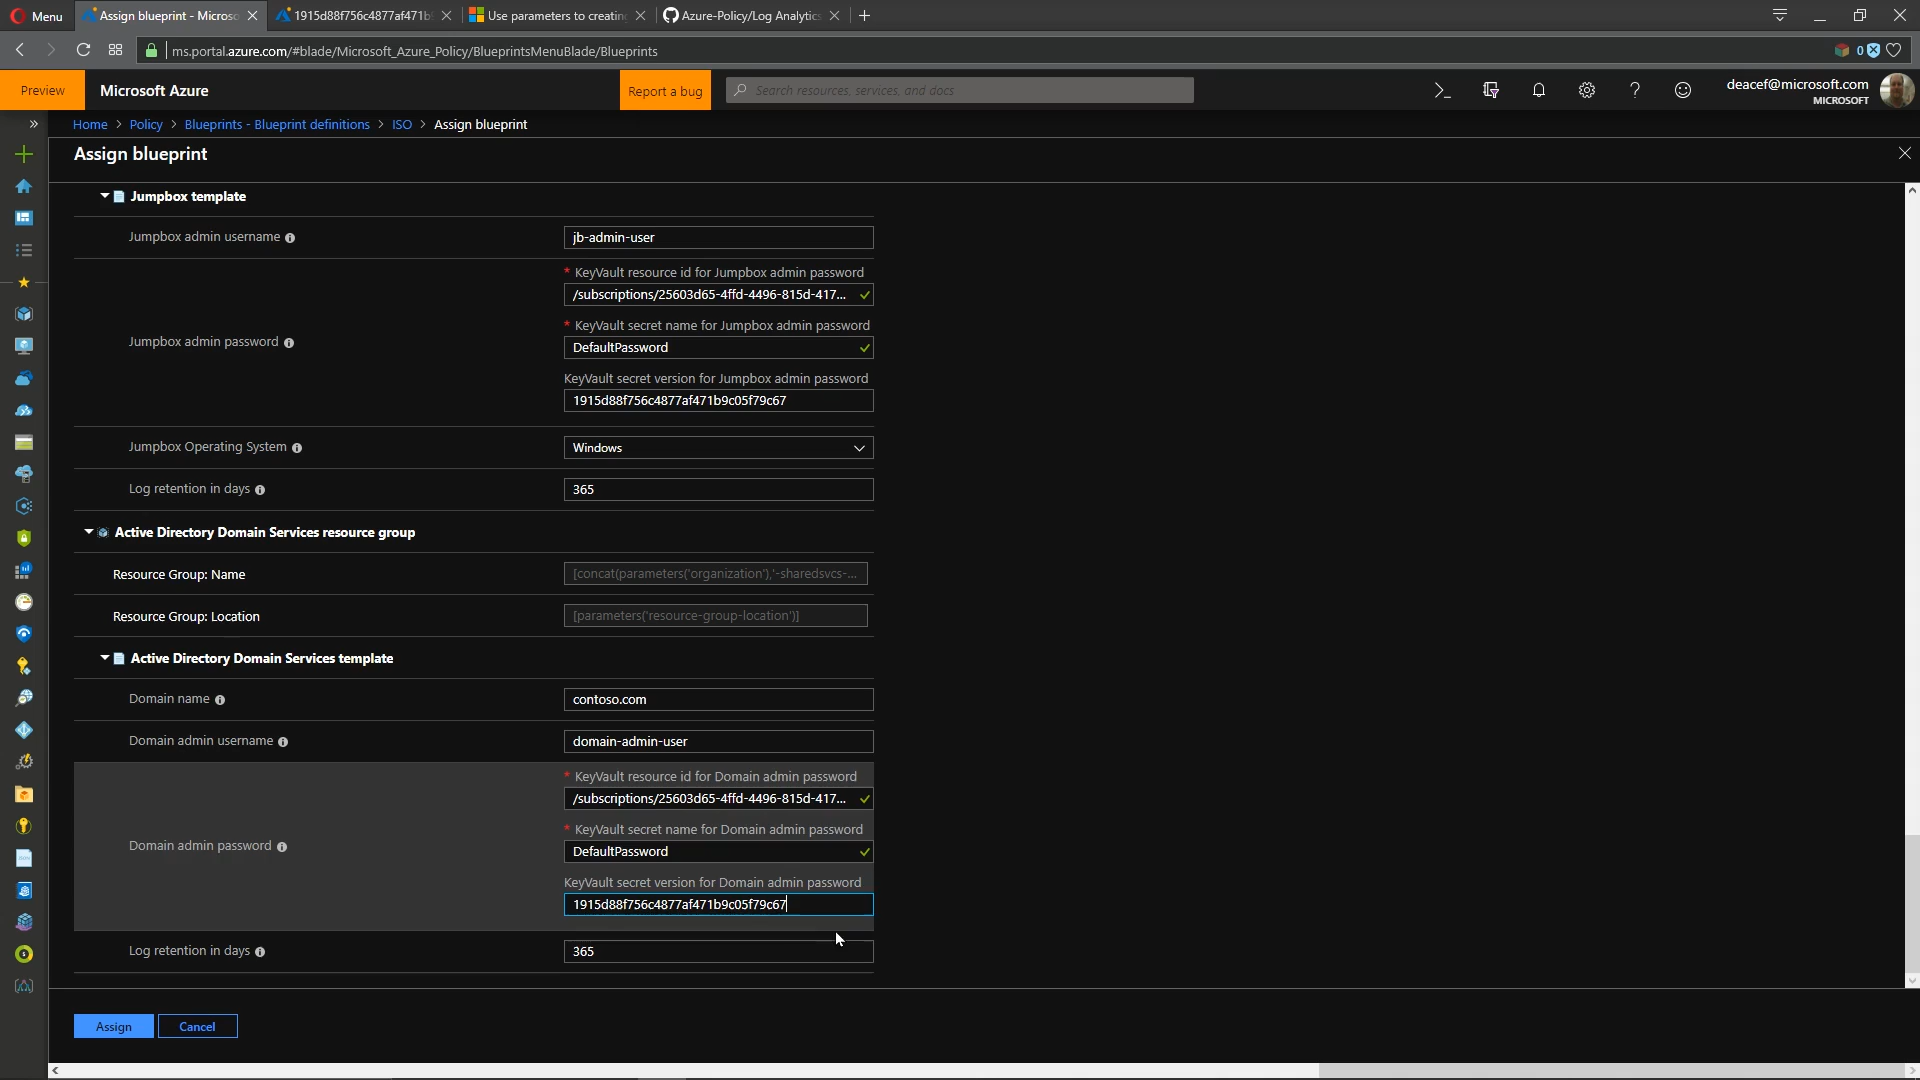 Menu
Assign blueprint - Microso
1915d88f756c4877af471b
Use parameters to creating
Azure-Policy/Log Analytics
ms.portal.azure.com/#blade/Microsoft_Azure_Policy/BlueprintsMenuBlade/Blueprints
0
Preview
Microsoft Azure
Report a bug
Search resources, services, and docs
deacef@microsoft.com
MICROSOFT
Home > Policy > Blueprints - Blueprint definitions > ISO > Assign blueprint
Assign blueprint
Jumpbox template
Jumpbox admin username
jb-admin-user
* KeyVault resource id for Jumpbox admin password
/subscriptions/25603d65-4ffd-4496-815d-417...
* KeyVault secret name for Jumpbox admin password
Jumpbox admin password
DefaultPassword
KeyVault secret version for Jumpbox admin password
1915d88f756c4877af471b9c05f79c67
Jumpbox Operating System
Windows
Log retention in days
365
Active Directory Domain Services resource group
Resource Group: Name
[concat(parameters('organization'),'-sharedsvcs-...
Resource Group: Location
[parameters('resource-group-location')]
Active Directory Domain Services template
Domain name
contoso.com
Domain admin username
domain-admin-user
* KeyVault resource id for Domain admin password
/subscriptions/25603d65-4ffd-4496-815d-417...
* KeyVault secret name for Domain admin password
Domain admin password
DefaultPassword
KeyVault secret version for Domain admin password
1915d88f756c4877af471b9c05f79c67
Log retention in days
365
Assign
Cancel